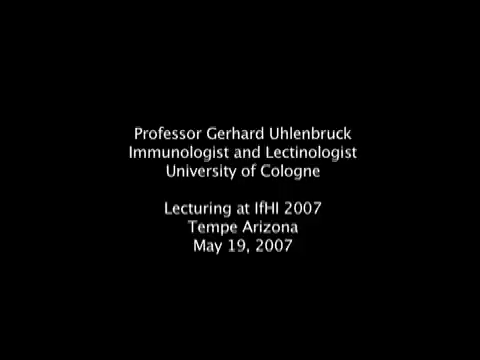 Professor Gerhard Uhlenbruck
Immunologist and Lectinologist
University of Cologne
Lecturing at IfHI 2007
Tempe Arizona
May 19, 2007